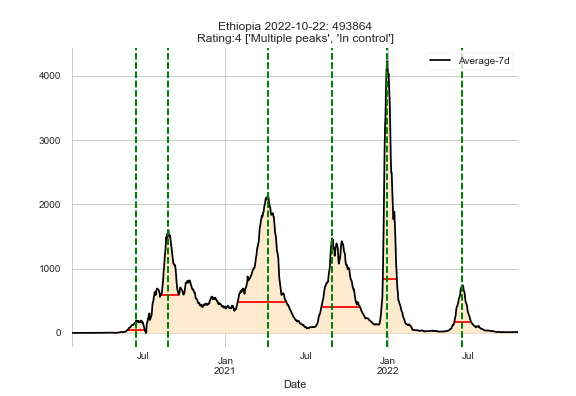 Ethiopia 2022-10-22: 493864
Rating:4 ['Multiple peaks', 'In control']
Average-7d
4000
3000
2000
1000
0
Jul
Jan
2021
Jul
Jan
2022
Jul
Date